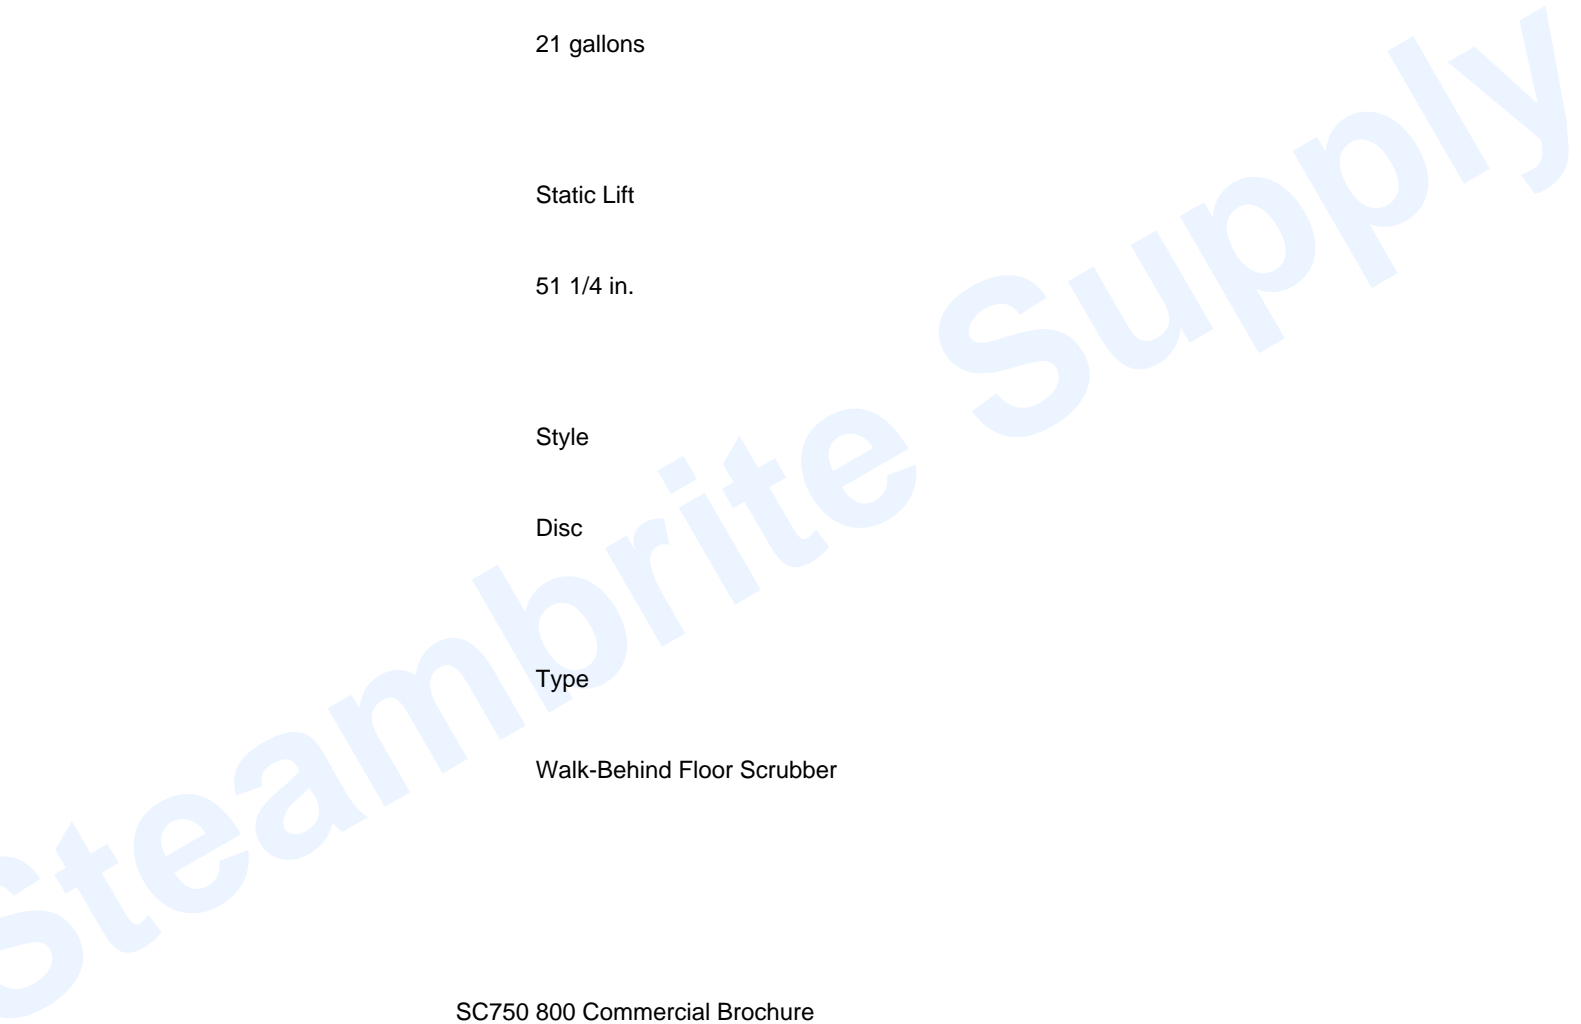 21 gallons
Static Lift
51 1/4 in.
Style
Disc
Type
Walk-Behind Floor Scrubber
SC750 800 Commercial Brochure
Steambrite Supply